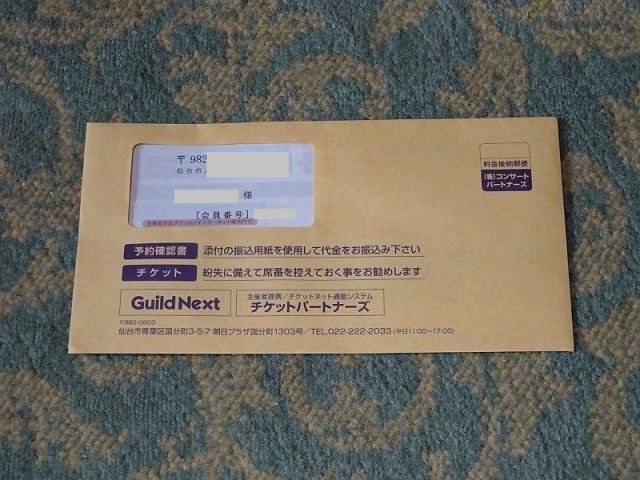 〒982
仙台市
様
[会員番号]
料金後納郵便
(株)コンサート
パートナーズ
予約確認書 添付の振込用紙を使用して代金をお振込み下さい
チケット 紛失に備えて席番を控えておく事をお勧めします
Guild Next
主催者提携/チケットネット通販システム
チケットパートナーズ
〒980-0803
仙台市青葉区国分町3-5-7 朝日プラザ国分町1303号/TEL.022-222-2033 (平日11:00~17:00)